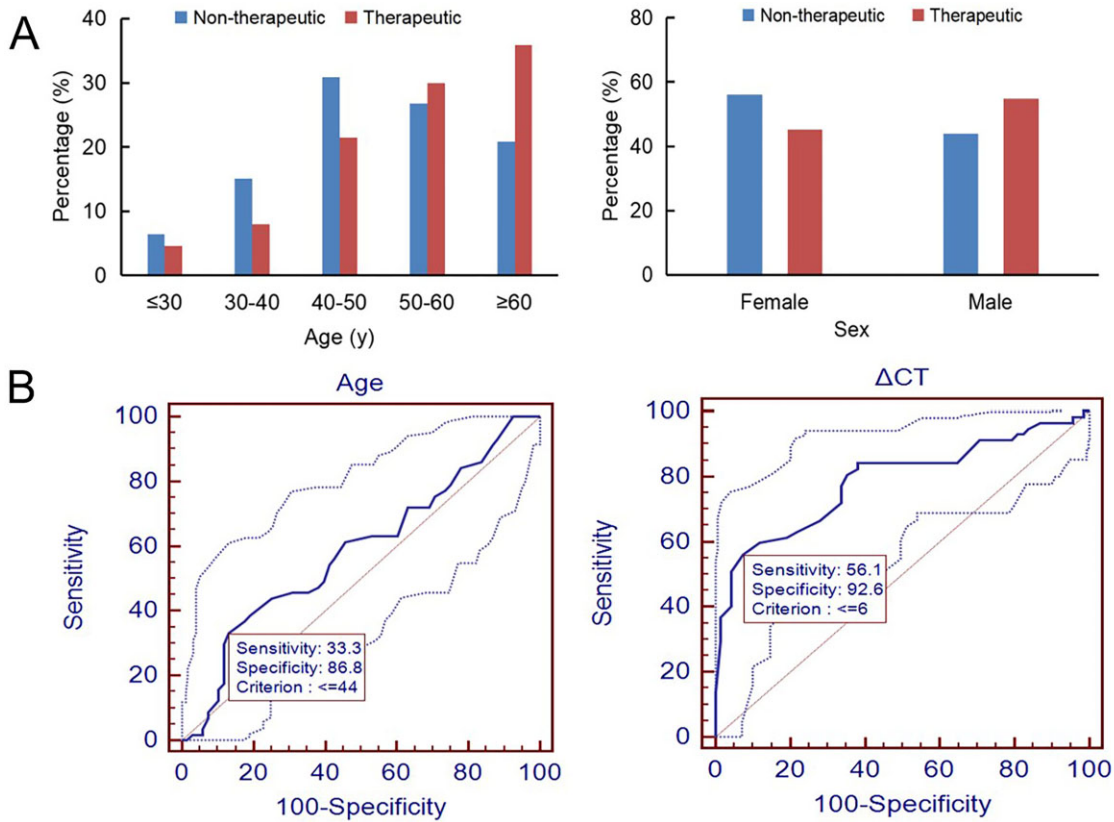 A
Non-therapeutic Therapeutic
Percentage (%)
40
30
20
10
0
≤30 30-40 40-50 50-60 ≥60
Age (y)
Non-therapeutic Therapeutic
Percentage (%)
80
60
40
20
0
Female Male
Sex
B
Age
Sensitivity
100
80
60
40
20
0
Sensitivity: 33.3
Specificity: 86.8
Criterion : <=44
0 20 40 60 80 100
100-Specificity
ΔCT
Sensitivity
100
80
60
40
20
0
Sensitivity: 56.1
Specificity: 92.6
Criterion : <=6
0 20 40 60 80 100
100-Specificity